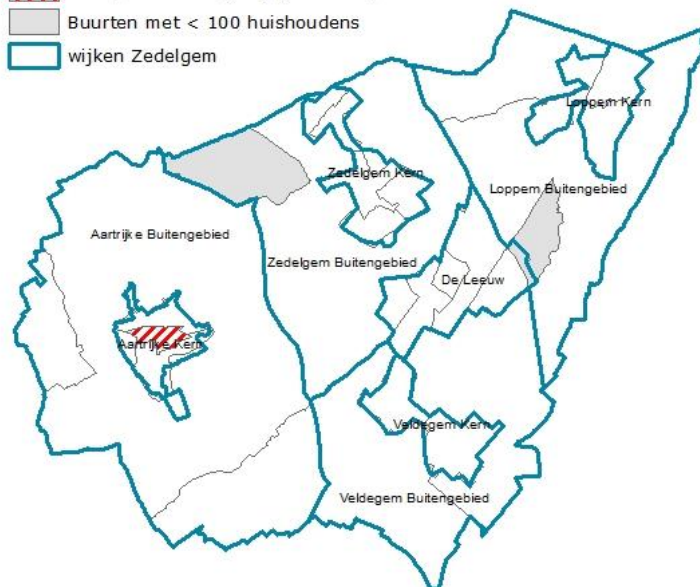 Buurten met < 100 huishoudens
wijken Zedelgem
Loppem Kern
Zedelgem Kern
Loppem Buitengebied
Aartrijke Buitengebied
Zedelgem Buitengebied
De Leeuw
Aartrijke Kern
Veldegem Kern
Veldegem Buitengebied